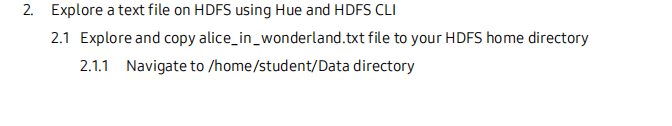 2. Explore a text file on HDFS using Hue and HDFS CLI
2.1 Explore and copy alice_in_wonderland.txt file to your HDFS home directory
2.1.1 Navigate to /home/student/Data directory